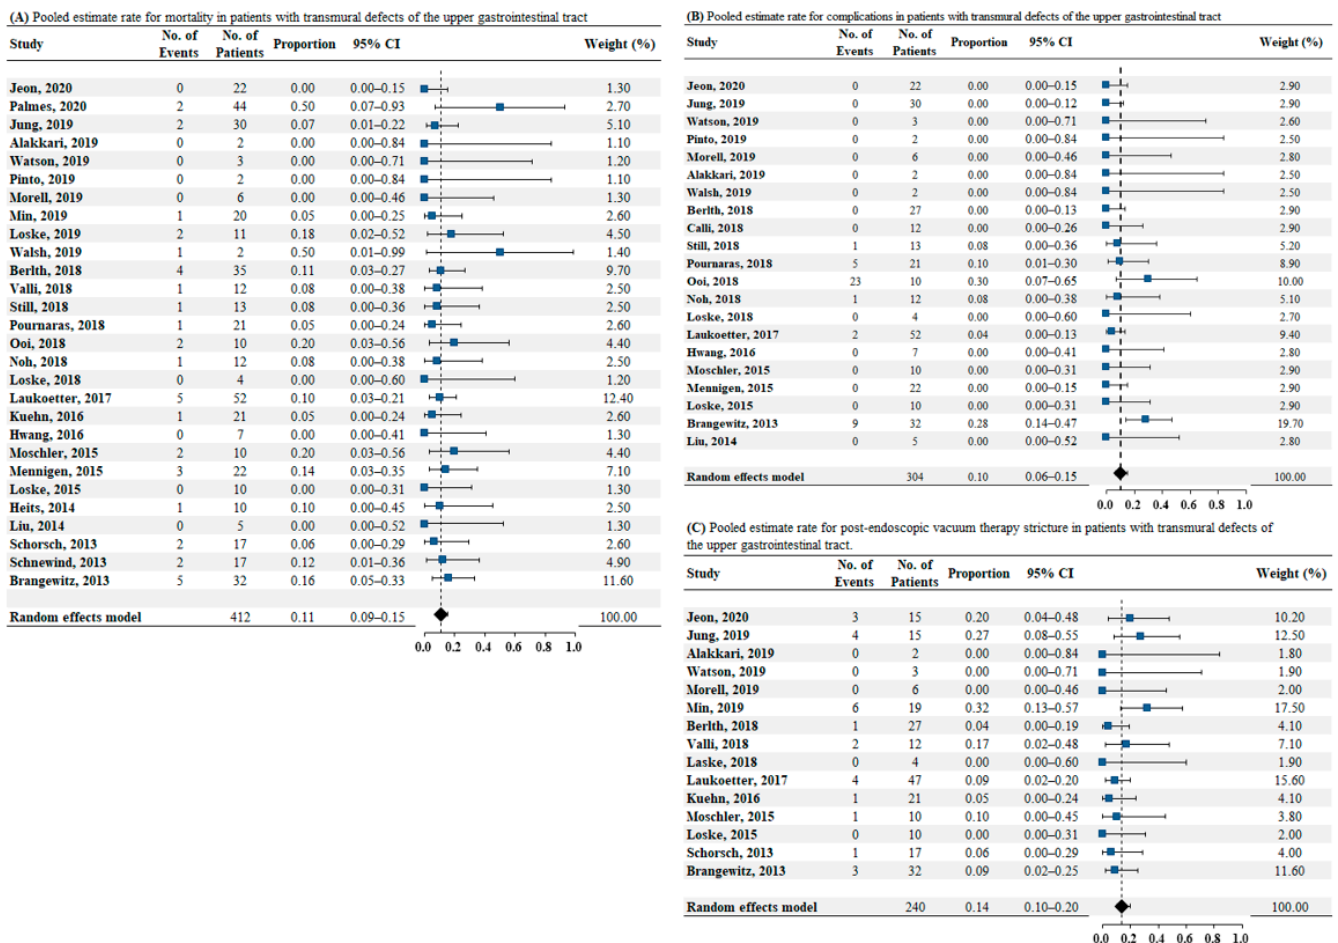 (A) Pooled estimate rate for mortality in patients with transmural defects of the upper gastrointestinal tract
Study No. of Events No. of Patients Proportion 95% CI Weight (%)
Jeon, 2020 0 22 0.00 0.00–0.15 1.30
Palmes, 2020 2 44 0.50 0.07–0.93 2.70
Jung, 2019 2 30 0.07 0.01–0.22 5.10
Alakkari, 2019 0 2 0.00 0.00–0.84 1.10
Watson, 2019 0 3 0.00 0.00–0.71 1.20
Pinto, 2019 0 2 0.00 0.00–0.84 1.10
Morell, 2019 0 6 0.00 0.00–0.46 1.30
Min, 2019 1 20 0.05 0.00–0.25 2.60
Loske, 2019 2 11 0.18 0.02–0.52 4.50
Walsh, 2019 1 2 0.50 0.01–0.99 1.40
Berlth, 2018 4 35 0.11 0.03–0.27 9.70
Valli, 2018 1 12 0.08 0.00–0.38 2.50
Still, 2018 1 13 0.08 0.00–0.36 2.50
Pournaras, 2018 1 21 0.05 0.00–0.24 2.60
Ooi, 2018 2 10 0.20 0.03–0.56 4.40
Noh, 2018 1 12 0.08 0.00–0.38 2.50
Loske, 2018 0 4 0.00 0.00–0.60 1.20
Laukoetter, 2017 5 52 0.10 0.03–0.21 12.40
Kuehn, 2016 1 21 0.05 0.00–0.24 2.60
Hwang, 2016 0 7 0.00 0.00–0.41 1.30
Moschler, 2015 2 10 0.20 0.03–0.56 4.40
Mennigen, 2015 3 22 0.14 0.03–0.35 7.10
Loske, 2015 0 10 0.00 0.00–0.31 1.30
Heits, 2014 1 10 0.10 0.00–0.45 2.50
Liu, 2014 0 5 0.00 0.00–0.52 1.30
Schorsch, 2013 2 17 0.06 0.00–0.29 2.60
Schnewind, 2013 2 17 0.12 0.01–0.36 4.90
Brangewitz, 2013 5 32 0.16 0.05–0.33 11.60
Random effects model 412 0.11 0.09–0.15 100.00
0.0 0.2 0.4 0.6 0.8 1.0
(B) Pooled estimate rate for complications in patients with transmural defects of the upper gastrointestinal tract
Study No. of Events No. of Patients Proportion 95% CI Weight (%)
Jeon, 2020 0 22 0.00 0.00–0.15 2.90
Jung, 2019 0 30 0.00 0.00–0.12 2.90
Watson, 2019 0 3 0.00 0.00–0.71 2.60
Pinto, 2019 0 2 0.00 0.00–0.84 2.50
Morell, 2019 0 6 0.00 0.00–0.46 2.80
Alakkari, 2019 0 2 0.00 0.00–0.84 2.50
Walsh, 2019 0 2 0.00 0.00–0.84 2.50
Berlth, 2018 0 27 0.00 0.00–0.13 2.90
Calli, 2018 0 12 0.00 0.00–0.26 2.90
Still, 2018 1 13 0.08 0.00–0.36 5.20
Pournaras, 2018 5 21 0.10 0.01–0.30 8.90
Ooi, 2018 23 10 0.30 0.07–0.65 10.00
Noh, 2018 1 12 0.08 0.00–0.38 5.10
Loske, 2018 0 4 0.00 0.00–0.60 2.70
Laukoetter, 2017 2 52 0.04 0.00–0.13 9.40
Hwang, 2016 0 7 0.00 0.00–0.41 2.80
Moschler, 2015 0 10 0.00 0.00–0.31 2.90
Mennigen, 2015 0 22 0.00 0.00–0.15 2.90
Loske, 2015 0 10 0.00 0.00–0.31 2.90
Brangewitz, 2013 9 32 0.28 0.14–0.47 19.70
Liu, 2014 0 5 0.00 0.00–0.52 2.80
Random effects model 304 0.10 0.06–0.15 100.00
0.0 0.2 0.4 0.6 0.8 1.0
(C) Pooled estimate rate for post-endoscopic vacuum therapy stricture in patients with transmural defects of
the upper gastrointestinal tract.
Study No. of Events No. of Patients Proportion 95% CI Weight (%)
Jeon, 2020 3 15 0.20 0.04–0.48 10.20
Jung, 2019 4 15 0.27 0.08–0.55 12.50
Alakkari, 2019 0 2 0.00 0.00–0.84 1.80
Watson, 2019 0 3 0.00 0.00–0.71 1.90
Morell, 2019 0 6 0.00 0.00–0.46 2.00
Min, 2019 6 19 0.32 0.13–0.57 17.50
Berlth, 2018 1 27 0.04 0.00–0.19 4.10
Valli, 2018 2 12 0.17 0.02–0.48 7.10
Laske, 2018 0 4 0.00 0.00–0.60 1.90
Laukoetter, 2017 4 47 0.09 0.02–0.20 15.60
Kuehn, 2016 1 21 0.05 0.00–0.24 4.10
Moschler, 2015 1 10 0.10 0.00–0.45 3.80
Loske, 2015 0 10 0.00 0.00–0.31 2.00
Schorsch, 2013 1 17 0.06 0.00–0.29 4.00
Brangewitz, 2013 3 32 0.09 0.02–0.25 11.60
Random effects model 240 0.14 0.10–0.20 100.00
0.0 0.2 0.4 0.6 0.8 1.0